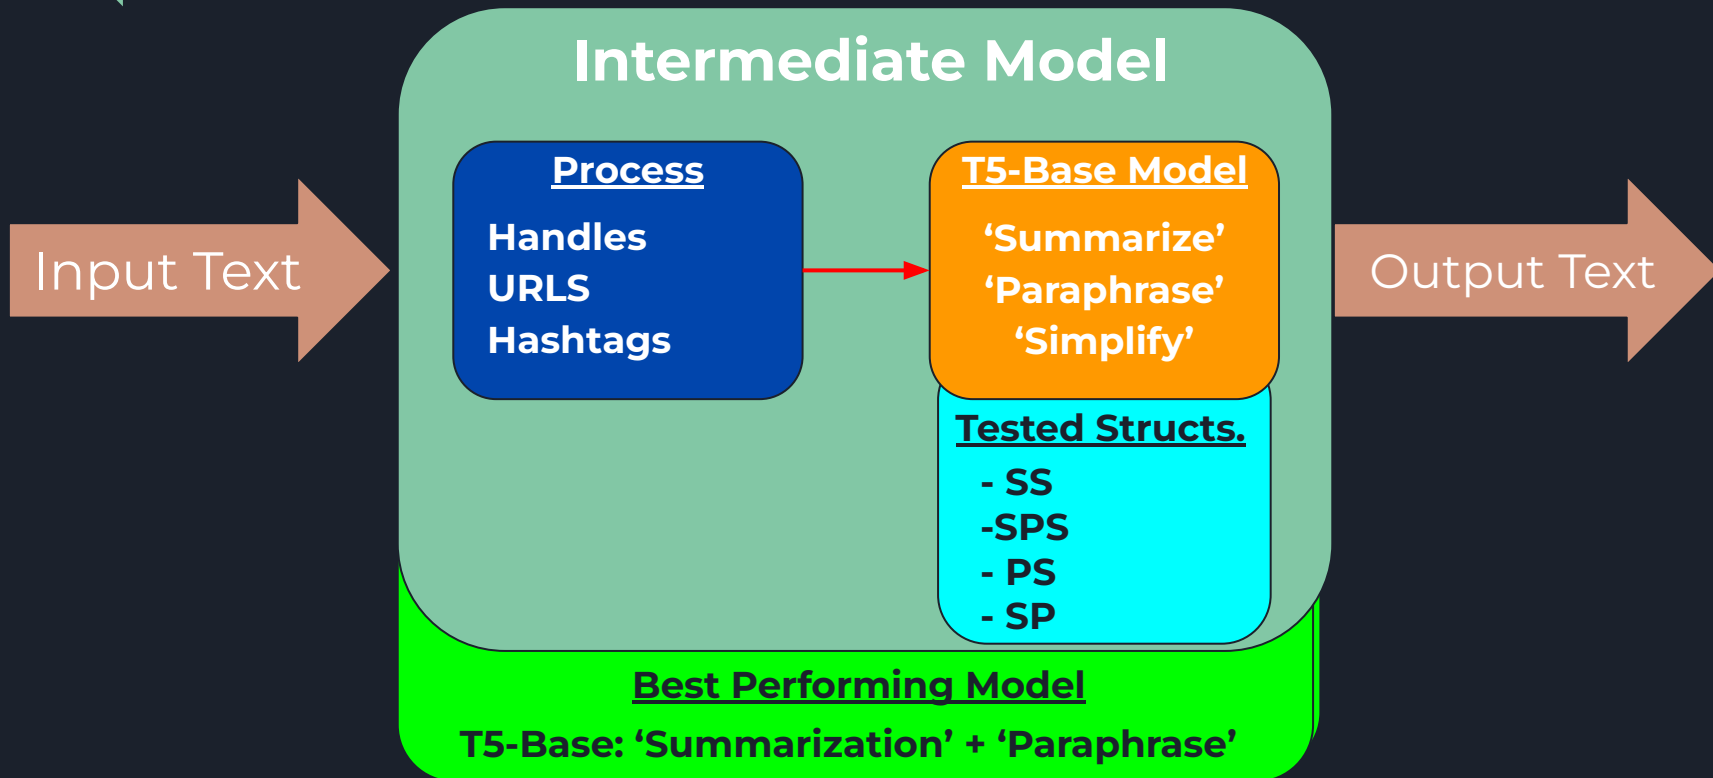 Intermediate Model
Input Text
Process
Handles
URLS
Hashtags
T5-Base Model
‘Summarize’
‘Paraphrase’
‘Simplify’
Tested Structs.
- SS
-SPS
- PS
- SP
Output Text
Best Performing Model
T5-Base: ‘Summarization’ + ‘Paraphrase’